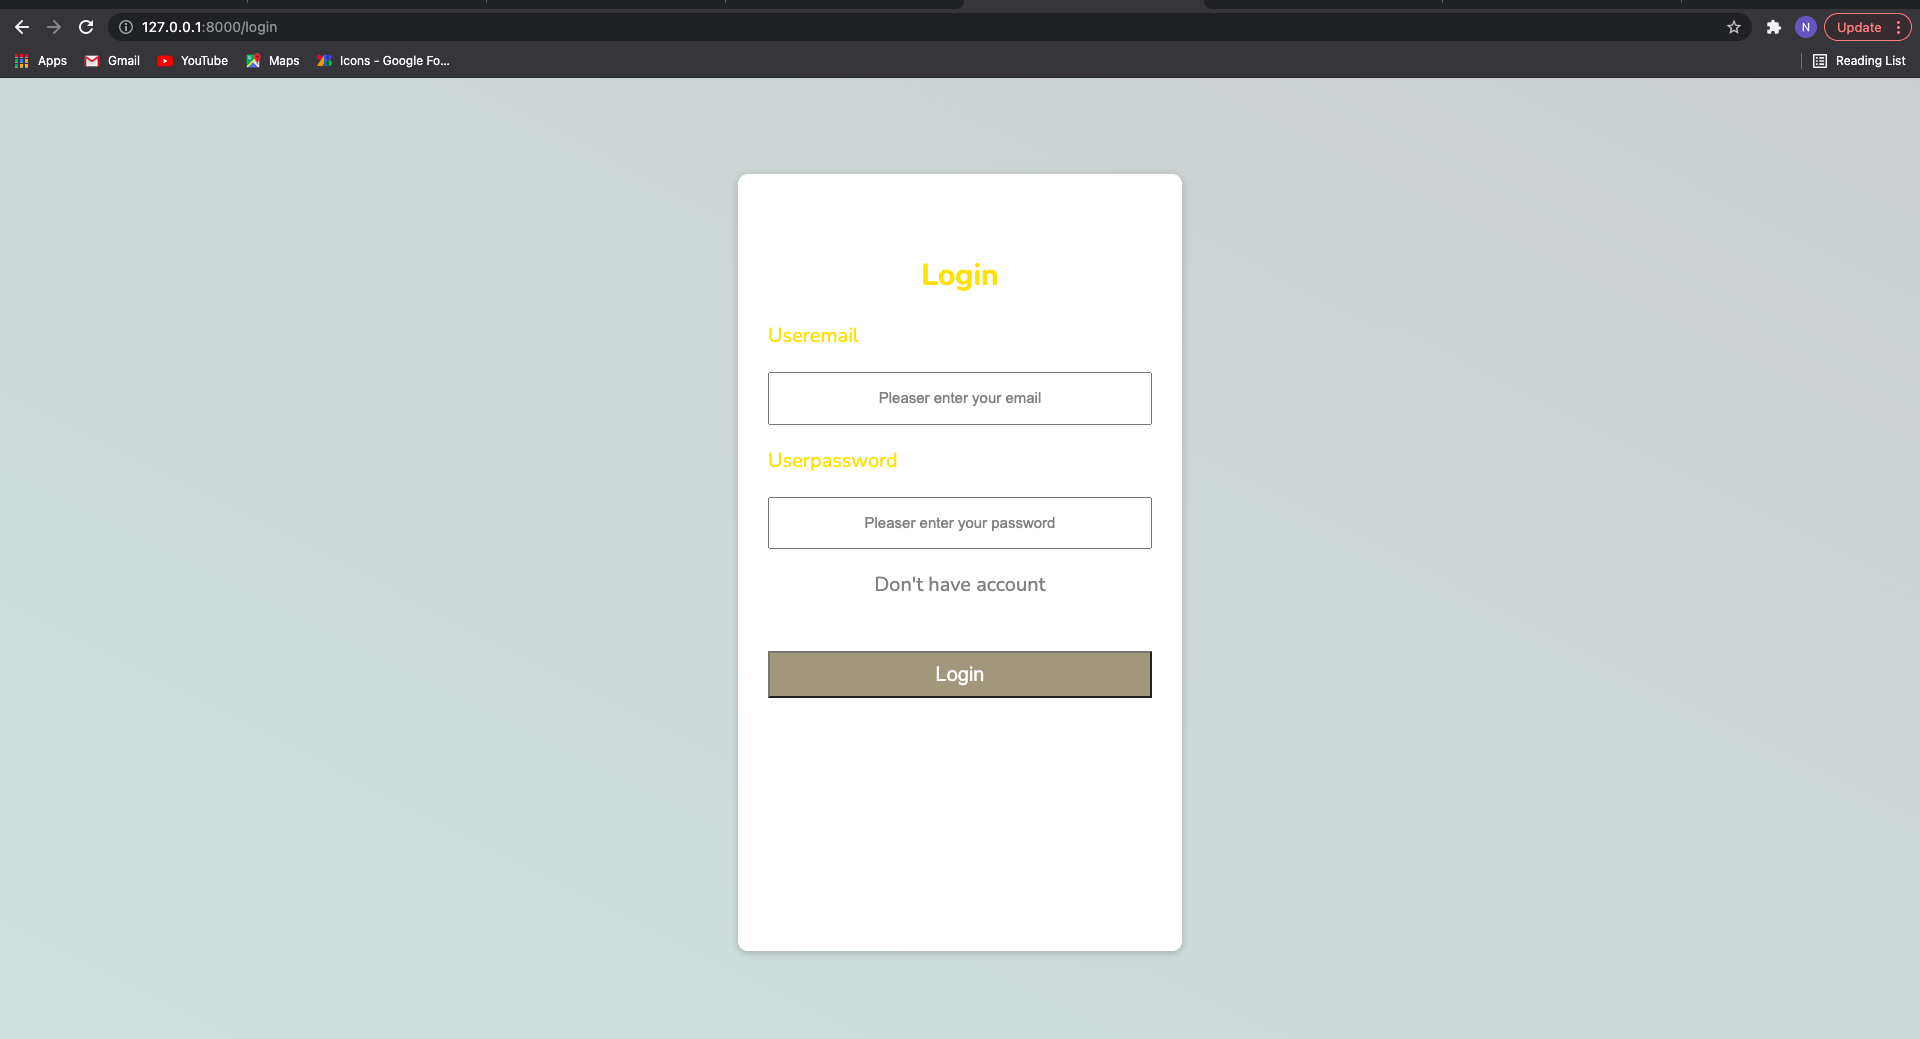 127.0.0.1:8000/login
N
Update
Apps Gmail YouTube Maps Icons - Google Fo... Reading List
Login
Useremail
Pleaser enter your email
Userpassword
Pleaser enter your password
Don't have account
Login